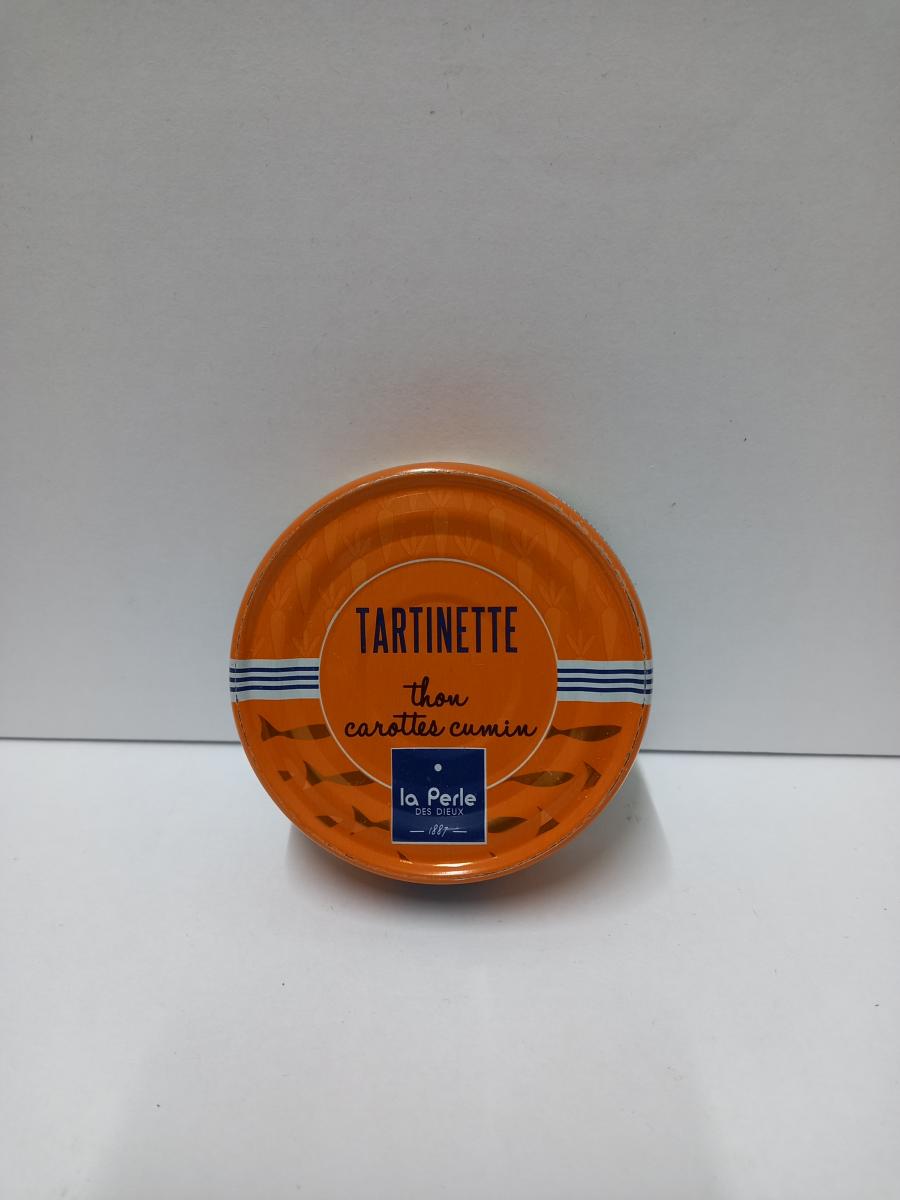 TARTINETTE
thon
carottes cumin
la Perle
DES DIEUX
1887